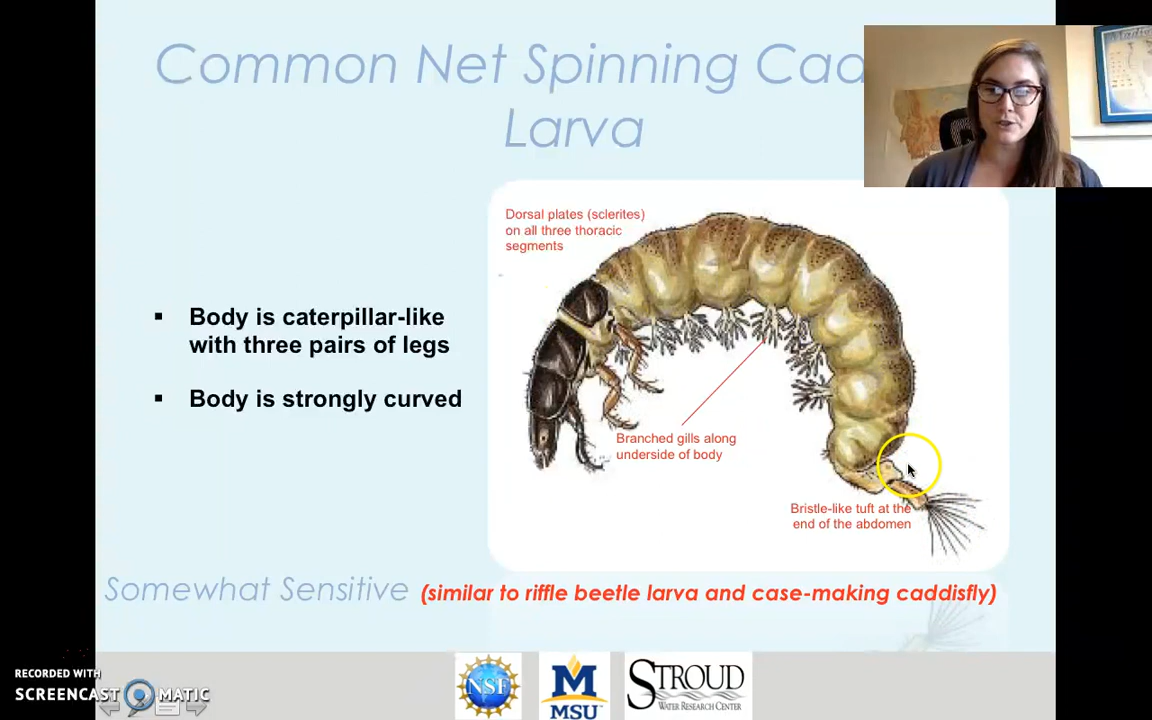 Common Net Spinning Cad
Larva
Dorsal plates (sclerites)
on all three thoracic
segments
▪ Body is caterpillar-like
with three pairs of legs
▪ Body is strongly curved
Branched gills along
underside of body
Bristle-like tuft at the
end of the abdomen
Somewhat Sensitive (similar to riffle beetle larva and case-making caddisfly)
RECORDED WITH
SCREENCAST MATIC
NSF
M
MSU
STROUD
WATER RESEARCH CENTER